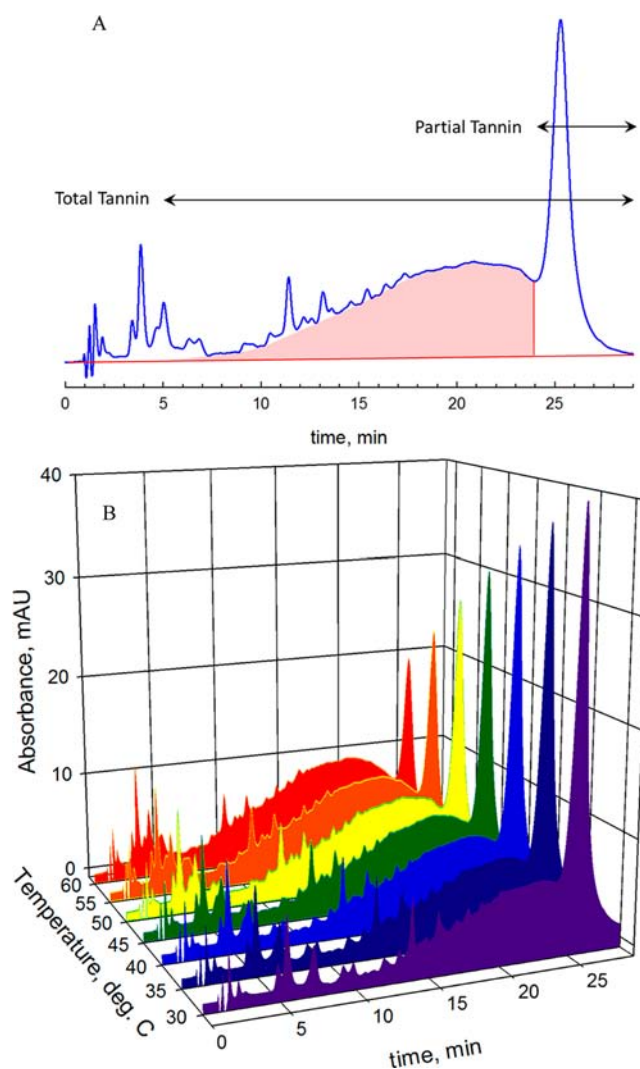 A
Partial Tannin
Total Tannin
0 5 10 15 20 25
time, min
B
40
30
20
10
0
Absorbance, mAU
60
55
50
45
40
35
30
Temperature, deg. C
0 5 10 15 20 25
time, min